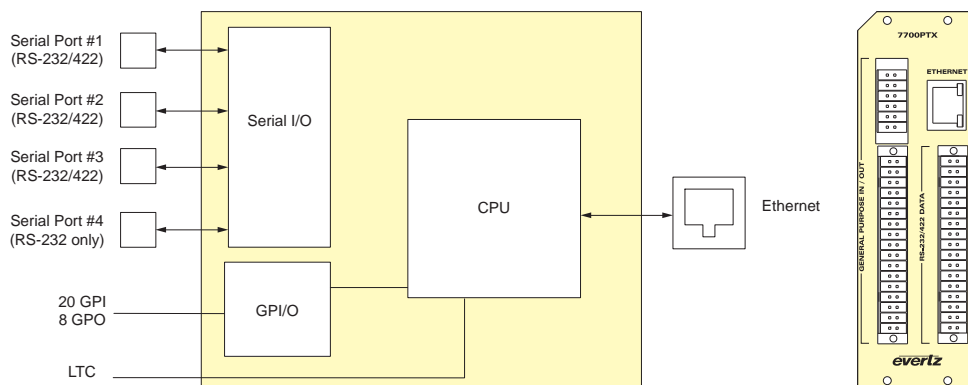 Serial Port #1
(RS-232/422)
Serial Port #2
(RS-232/422)
Serial Port #3
(RS-232/422)
Serial Port #4
(RS-232 only)
20 GPI
8 GPO
LTC
Serial I/O
GPI/O
CPU
Ethernet
7700PTX
ETHERNET
GENERAL PURPOSE IN / OUT
RS-232/422 DATA
evertz